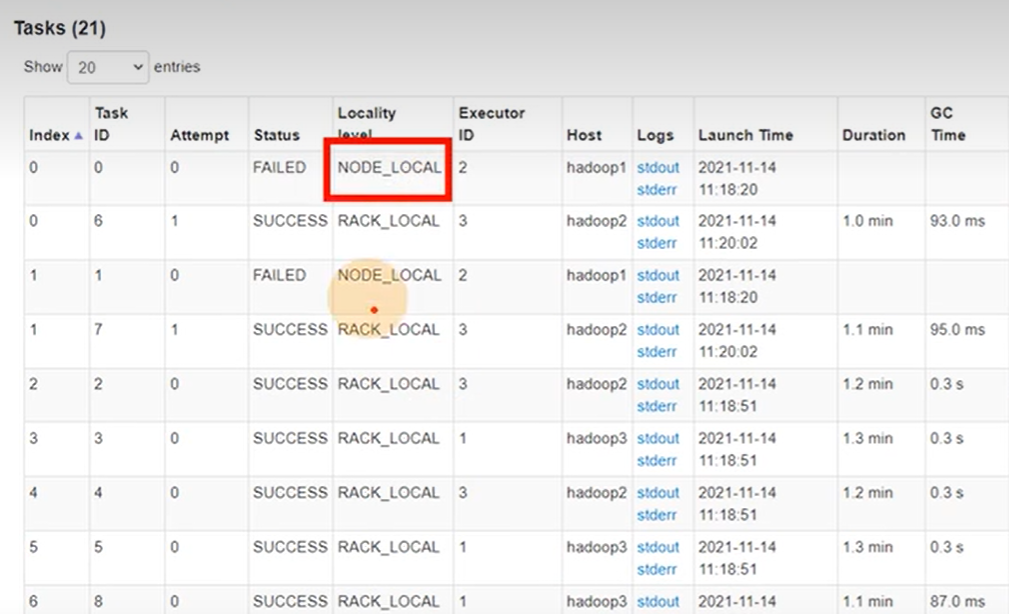 Tasks (21)
Show 20 entries
Index Task ID Attempt Status Locality level Executor ID Host Logs Launch Time Duration GC Time
0 0 0 FAILED NODE_LOCAL 2 hadoop1 stdout 2021-11-14
stderr 11:18:20
0 6 1 SUCCESS RACK_LOCAL 3 hadoop2 stdout 2021-11-14 1.0 min 93.0 ms
stderr 11:20:02
1 1 0 FAILED NODE_LOCAL 2 hadoop1 stdout 2021-11-14
stderr 11:18:20
1 7 1 SUCCESS RACK_LOCAL 3 hadoop2 stdout 2021-11-14 1.1 min 95.0 ms
stderr 11:20:02
2 2 0 SUCCESS RACK_LOCAL 3 hadoop2 stdout 2021-11-14 1.2 min 0.3 s
stderr 11:18:51
3 3 0 SUCCESS RACK_LOCAL 1 hadoop3 stdout 2021-11-14 1.3 min 0.3 s
stderr 11:18:51
4 4 0 SUCCESS RACK_LOCAL 3 hadoop2 stdout 2021-11-14 1.2 min 0.3 s
stderr 11:18:51
5 5 0 SUCCESS RACK_LOCAL 1 hadoop3 stdout 2021-11-14 1.3 min 0.3 s
stderr 11:18:51
6 8 0 SUCCESS RACK_LOCAL 1 hadoop3 stdout 2021-11-14 1.1 min 87.0 ms